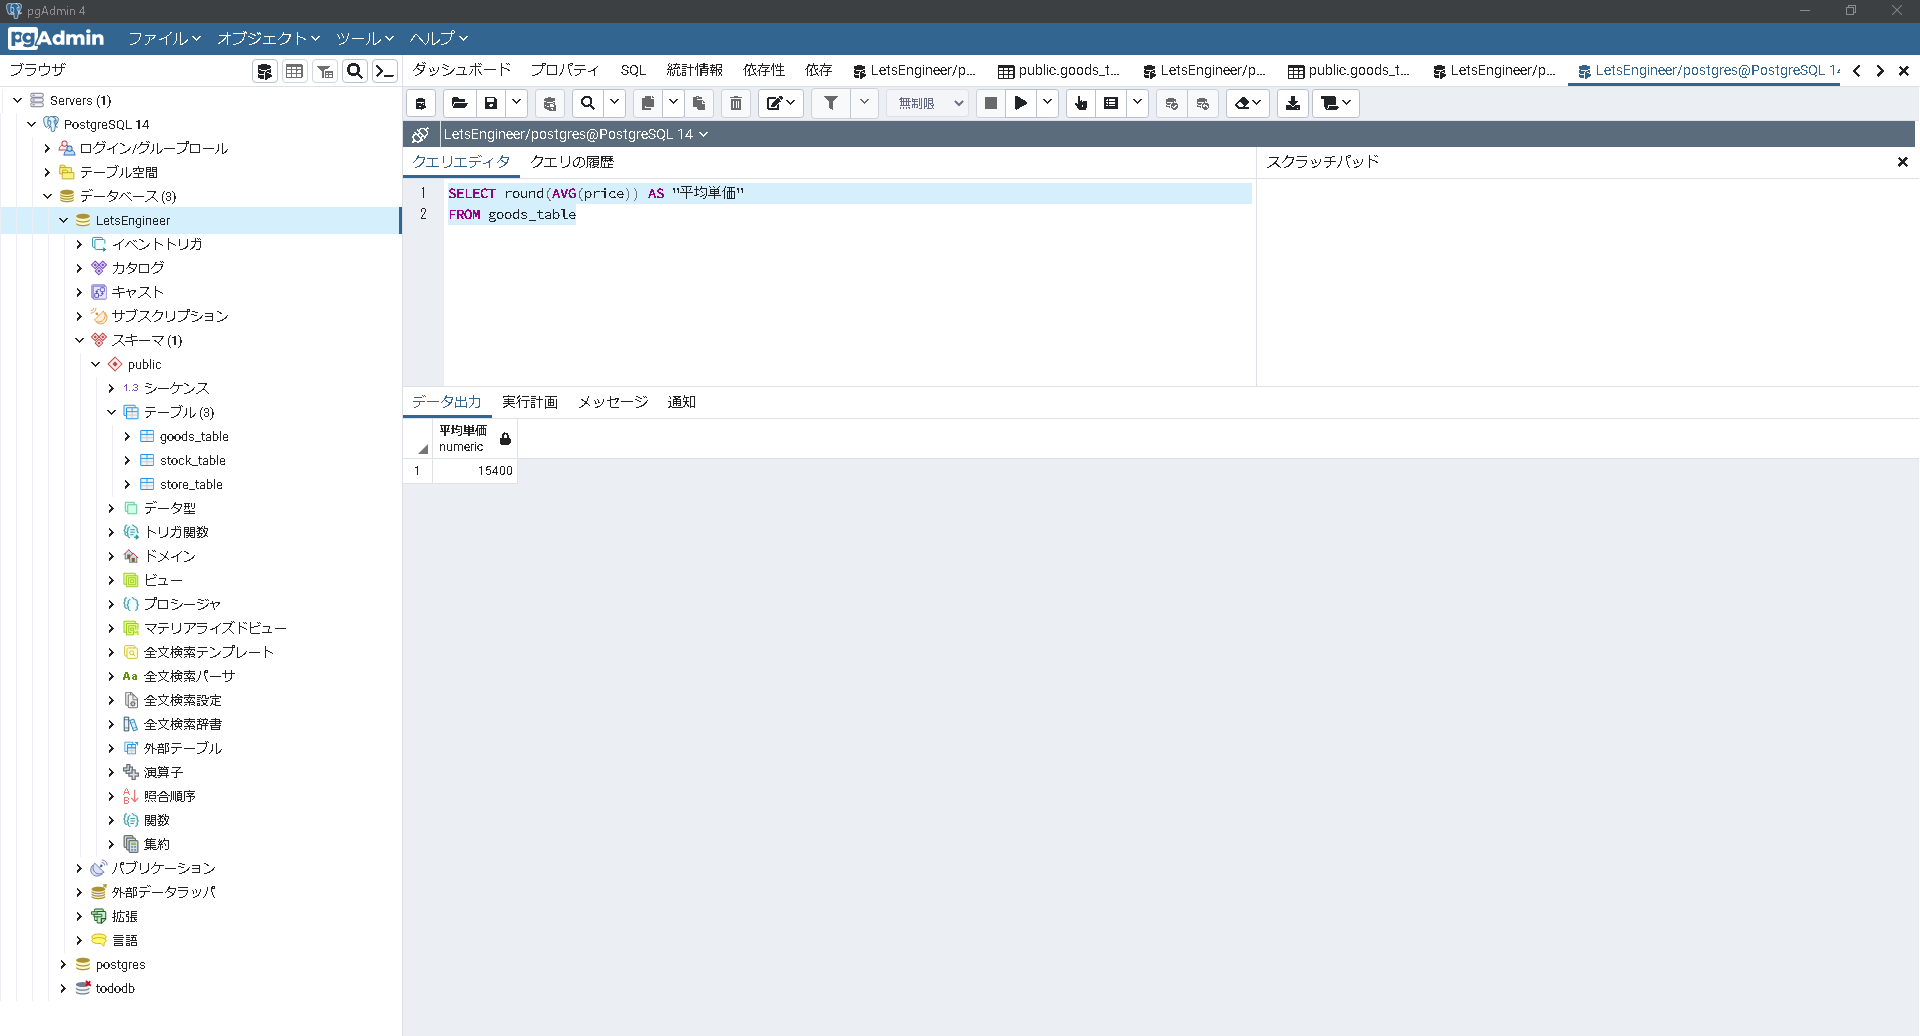 pgAdmin 4
pgAdmin ファイル オブジェクト ツール ヘルプ
ブラウザ
ダッシュボード プロパティ SQL 統計情報 依存性 依存 LetsEngineer/p... public.goods_t... LetsEngineer/p... public.goods_t... LetsEngineer/p... LetsEngineer/postgres@PostgreSQL 14
無制限
LetsEngineer/postgres@PostgreSQL 14
クエリエディタ クエリの履歴
スクラッチパッド
1 SELECT round(AVG(price)) AS "平均単価"
2 FROM goods_table
データ出力 実行計画 メッセージ 通知
平均単価
numeric
1 15400
Servers (1)
PostgreSQL 14
ログイン/グループロール
テーブル空間
データベース (3)
LetsEngineer
イベントトリガ
カタログ
キャスト
サブスクリプション
スキーマ (1)
public
1..3 シーケンス
テーブル (3)
goods_table
stock_table
store_table
データ型
トリガ関数
ドメイン
ビュー
プロシージャ
マテリアライズドビュー
全文検索テンプレート
Aa 全文検索パーサ
全文検索設定
全文検索辞書
外部テーブル
演算子
照合順序
関数
集約
パブリケーション
外部データラッパ
拡張
言語
postgres
tododb